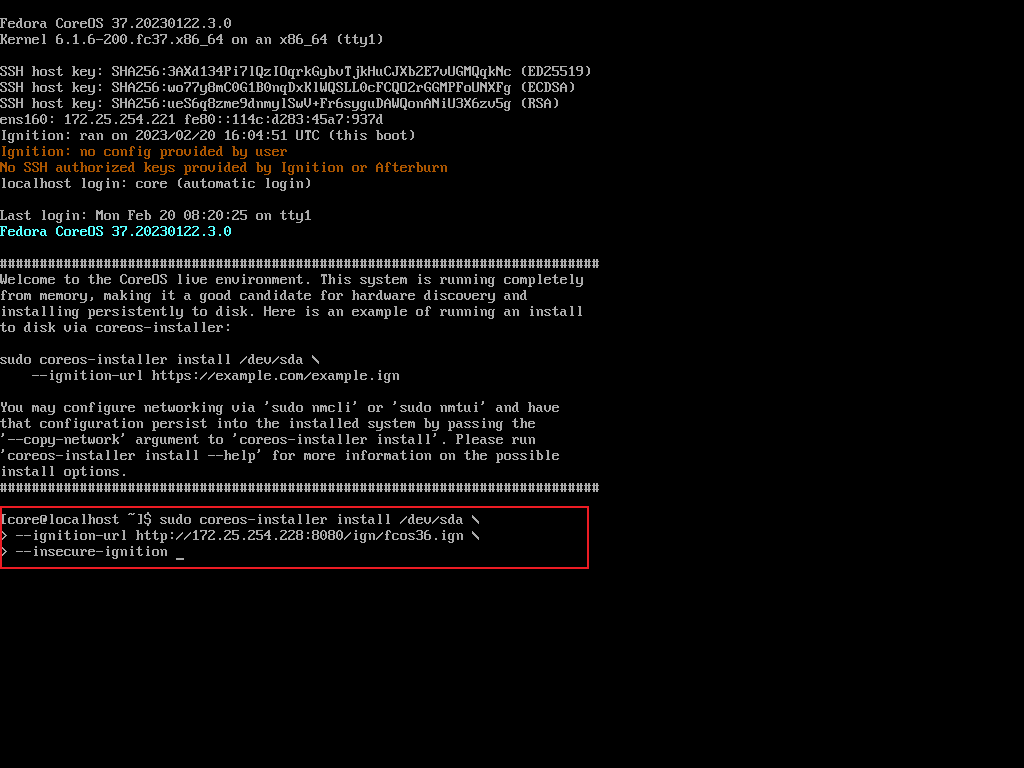 Fedora CoreOS 37.20230122.3.0
Kernel 6.1.6-200.fc37.x86_64 on an x86_64 (tty1)
SSH host key: SHA256:3AXd134Pi7lQzIOqrkGybvTjkHuCJXb2E7vUGMQqkNc (ED25519)
SSH host key: SHA256:wo77y8mC0G1B0nqDxKlWQSLL0cFCQO2rGGMPFoUNXFg (ECDSA)
SSH host key: SHA256:ueS6q8zme9dnmylSwV+Fr6syguDAWQonANiU3X6zv5g (RSA)
ens160: 172.25.254.221 fe80::114c:d283:45a7:937d
Ignition: ran on 2023/02/20 16:04:51 UTC (this boot)
Ignition: no config provided by user
No SSH authorized keys provided by Ignition or Afterburn
localhost login: core (automatic login)
Last login: Mon Feb 20 08:20:25 on tty1
Fedora CoreOS 37.20230122.3.0
###########################################################################
Welcome to the CoreOS live environment. This system is running completely
from memory, making it a good candidate for hardware discovery and
installing persistently to disk. Here is an example of running an install
to disk via coreos-installer:
sudo coreos-installer install /dev/sda \
    --ignition-url https://example.com/example.ign
You may configure networking via 'sudo nmcli' or 'sudo nmtui' and have
that configuration persist into the installed system by passing the
'--copy-network' argument to 'coreos-installer install'. Please run
'coreos-installer install --help' for more information on the possible
install options.
###########################################################################
[core@localhost ~]$ sudo coreos-installer install /dev/sda \
> --ignition-url http://172.25.254.228:8080/ign/fcos36.ign \
> --insecure-ignition _